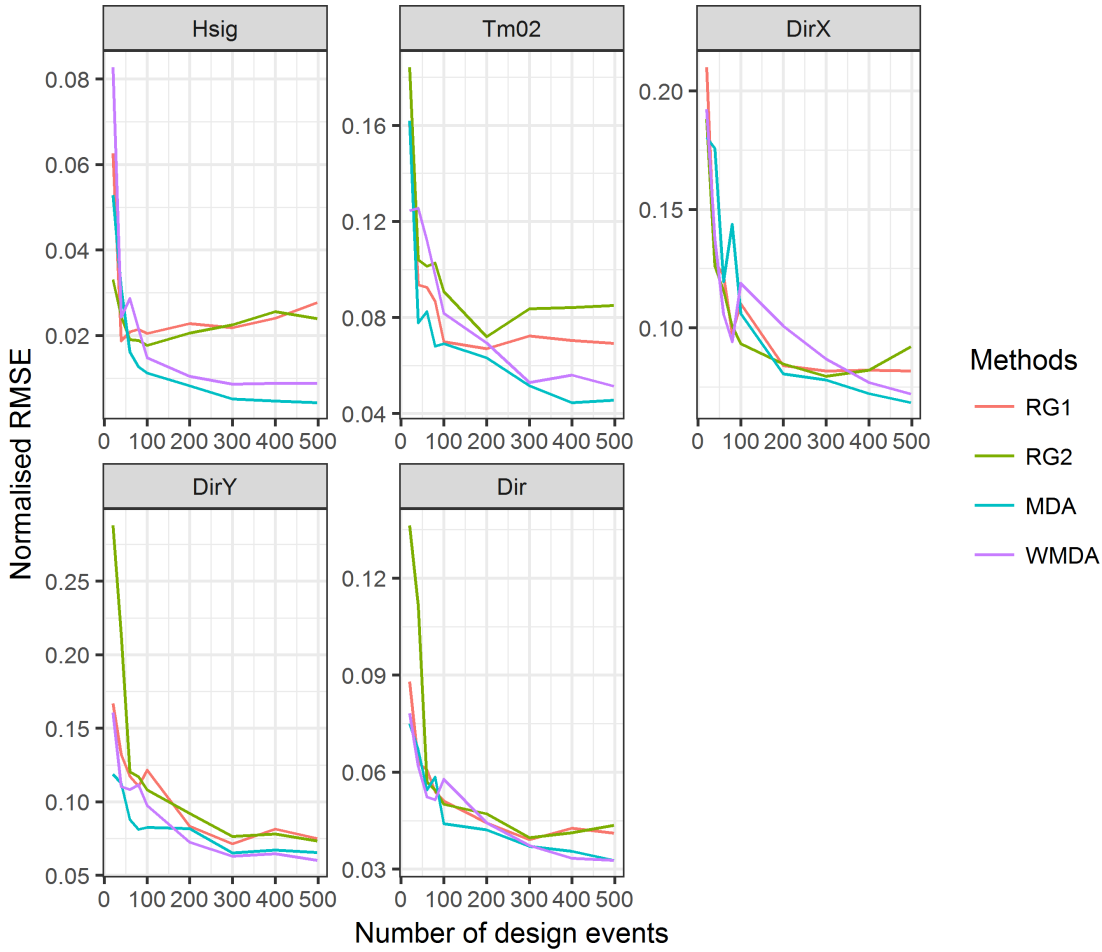 Hsig
Tm02
DirX
0.08
0.06
0.04
0.02
0.16
0.12
0.08
0.04
0.20
0.15
0.10
0 100 200 300 400 500
0 100 200 300 400 500
0 100 200 300 400 500
DirY
Dir
0.25
0.20
0.15
0.10
0.05
0.12
0.09
0.06
0.03
0 100 200 300 400 500
0 100 200 300 400 500
Normalised RMSE
Number of design events
Methods
RG1
RG2
MDA
WMDA